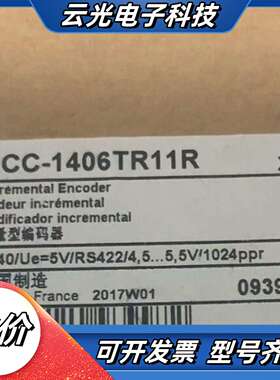 云光电子科技
CC-1406TR11R
remental Encoder
deur incrémental
dificador incremental
量型编码器
40/Ue=5V/RS422/4,5...5,5V/1024ppr
国制造
France 2017W01
0939
价
可开发票 型号齐